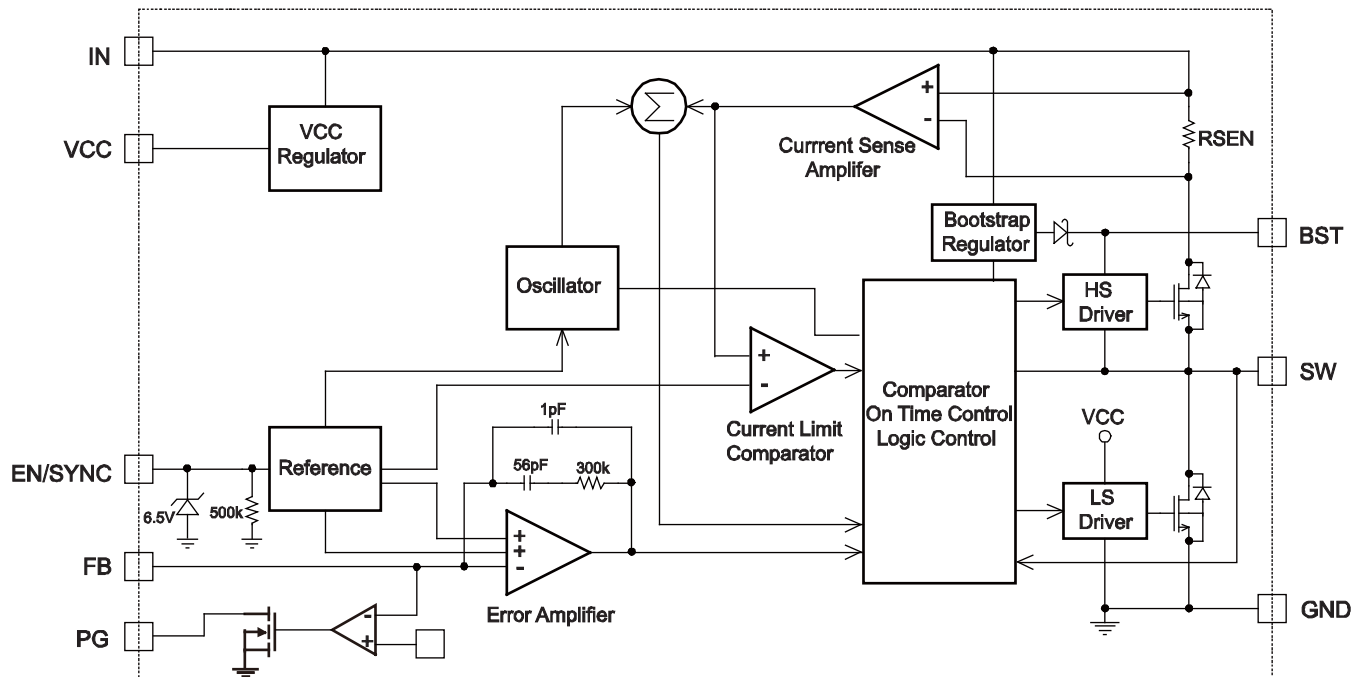 IN
VCC
VCC
Regulator
Σ
+
-
Currrent Sense
Amplifer
RSEN
Bootstrap
Regulator
BST
Oscillator
HS
Driver
+
-
Current Limit
Comparator
Comparator
On Time Control
Logic Control
SW
VCC
1pF
56pF
300k
EN/SYNC
Reference
6.5V
500k
LS
Driver
+
+
-
Error Amplifier
FB
PG
-
+
GND